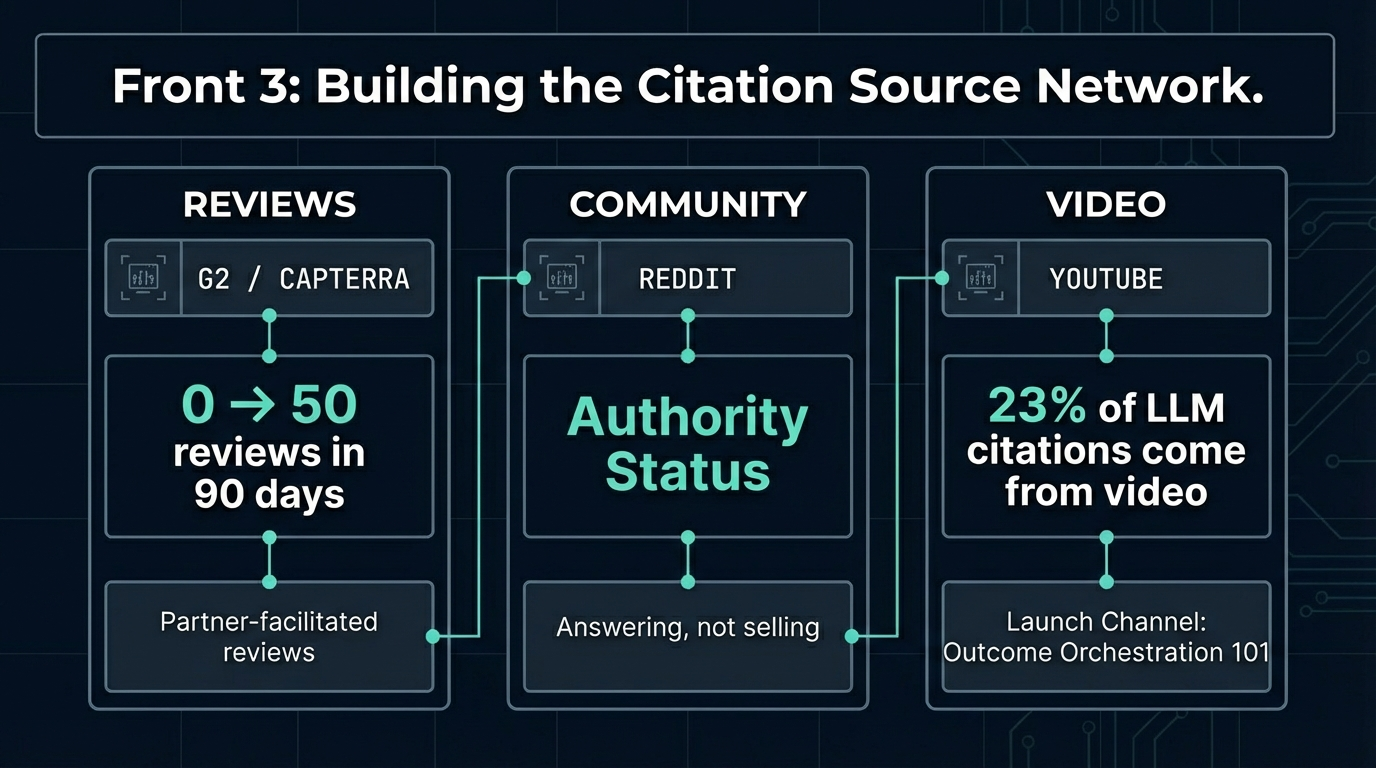 Front 3: Building the Citation Source Network.
REVIEWS
G2 / CAPTERRA
0 → 50
reviews in
90 days
Partner-facilitated
reviews
COMMUNITY
REDDIT
Authority
Status
Answering, not selling
VIDEO
YOUTUBE
23% of LLM
citations come
from video
Launch Channel:
Outcome Orchestration 101